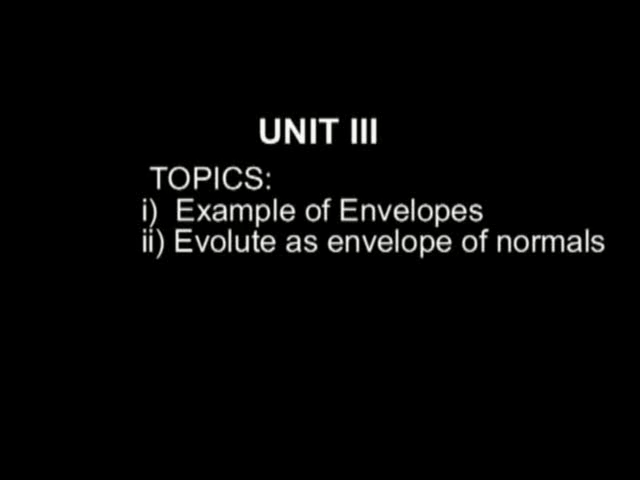 UNIT III
TOPICS:
i) Example of Envelopes
ii) Evolute as envelope of normals